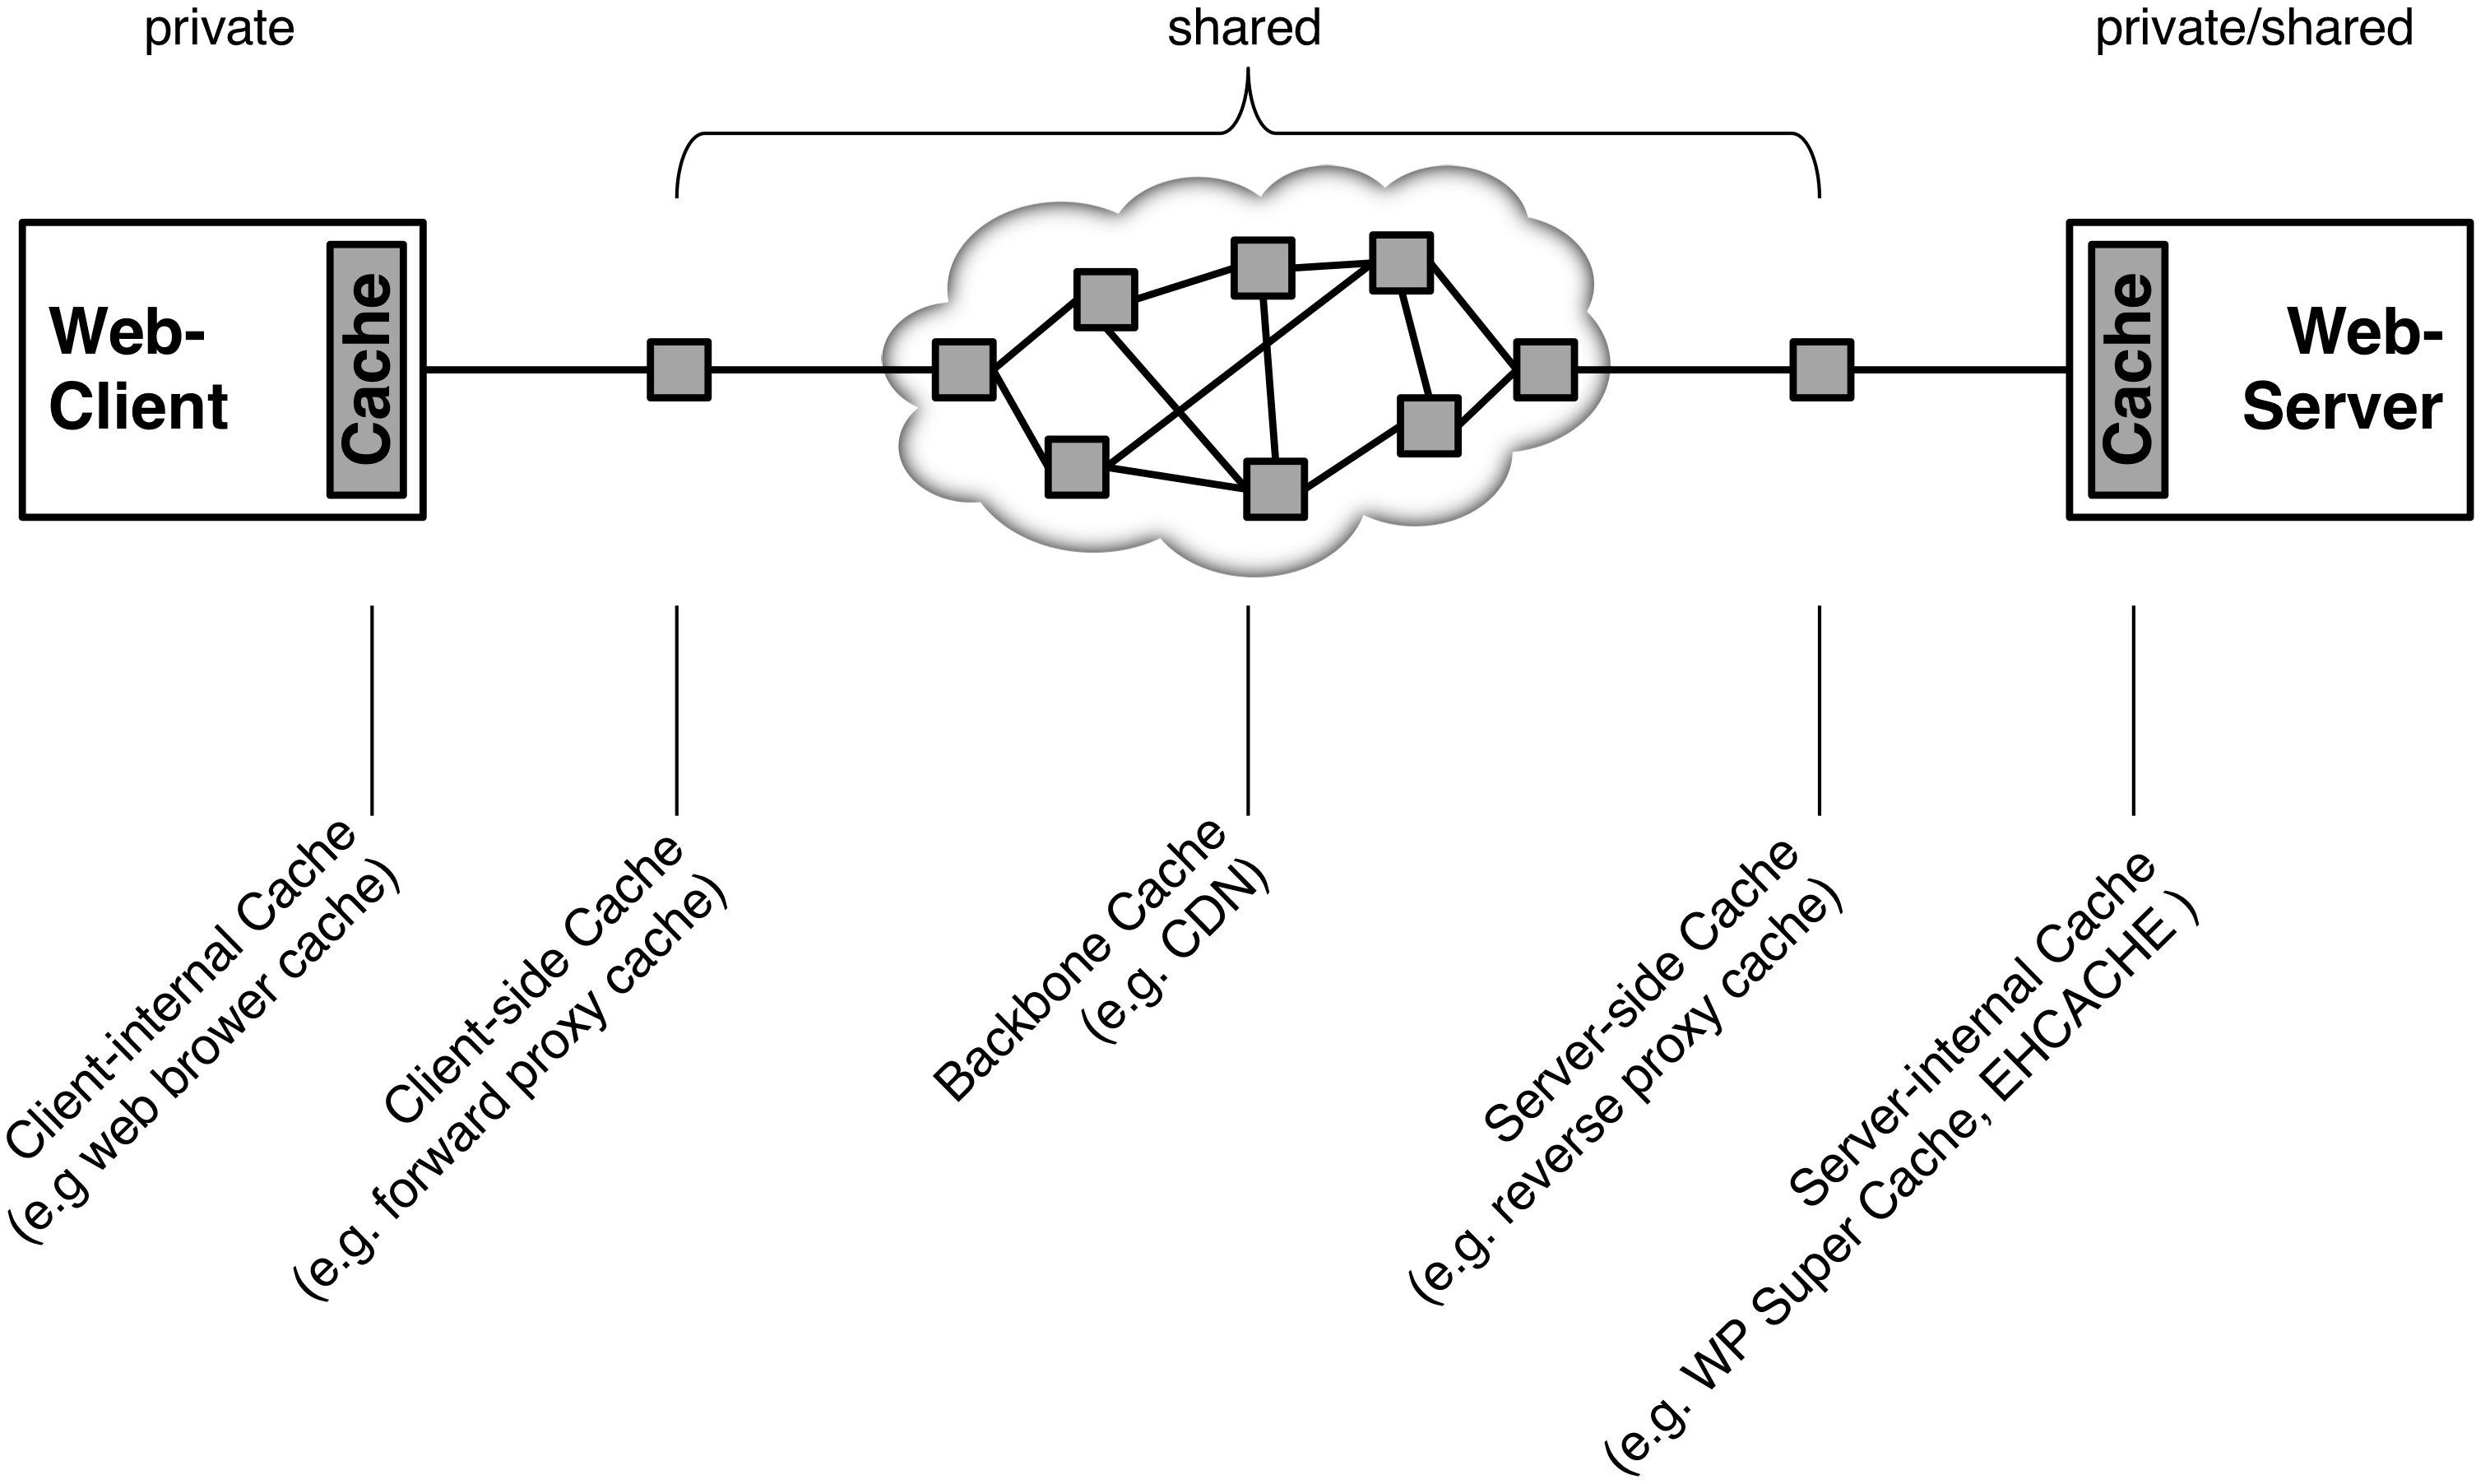 private
shared
private/shared
Web-
Client
Cache
Cache
Web-
Server
Client-internal Cache
(e.g web brower cache)
Client-side Cache
(e.g. forward proxy cache)
Backbone Cache
(e.g. CDN)
Server-side Cache
(e.g. reverse proxy cache)
Server-internal Cache
(e.g. WP Super Cache, EHCACHE )